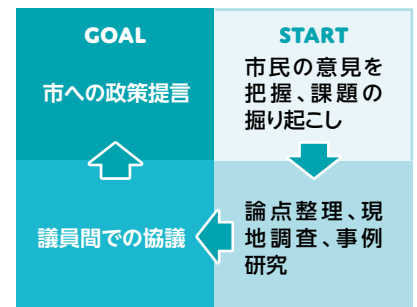 GOAL
市への政策提言
START
市民の意見を
把握、課題の
掘り起こし
議員間での協議
論点整理、現
地調査、事例
研究